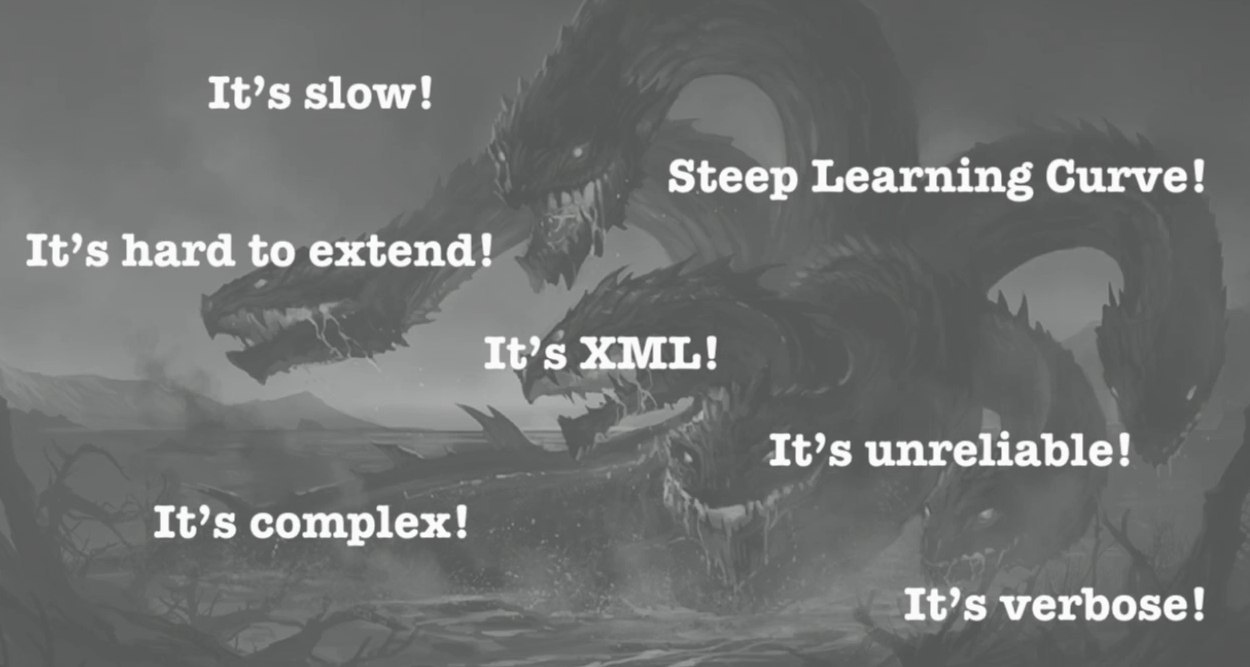 It’s slow!
Steep Learning Curve!
It’s hard to extend!
It’s XML!
It’s unreliable!
It’s complex!
It’s verbose!